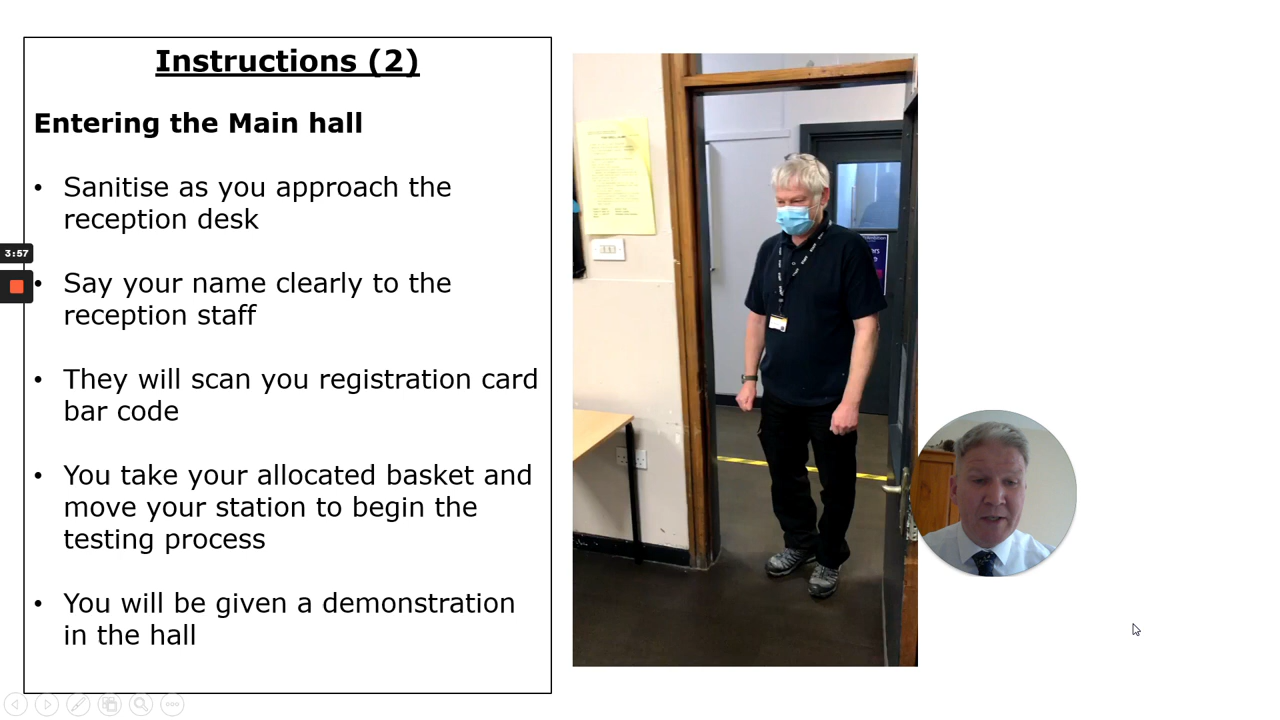 Instructions (2)
Entering the Main hall
• Sanitise as you approach the
reception desk
• Say your name clearly to the
reception staff
• They will scan you registration card
bar code
• You take your allocated basket and
move your station to begin the
testing process
• You will be given a demonstration
in the hall
3:57